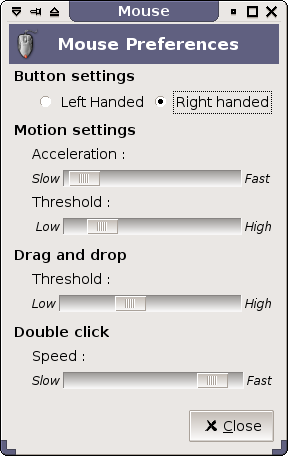 Mouse
Mouse Preferences
Button settings
Left Handed Right handed
Motion settings
Acceleration :
Slow Fast
Threshold :
Low High
Drag and drop
Threshold :
Low High
Double click
Speed :
Slow Fast
Close